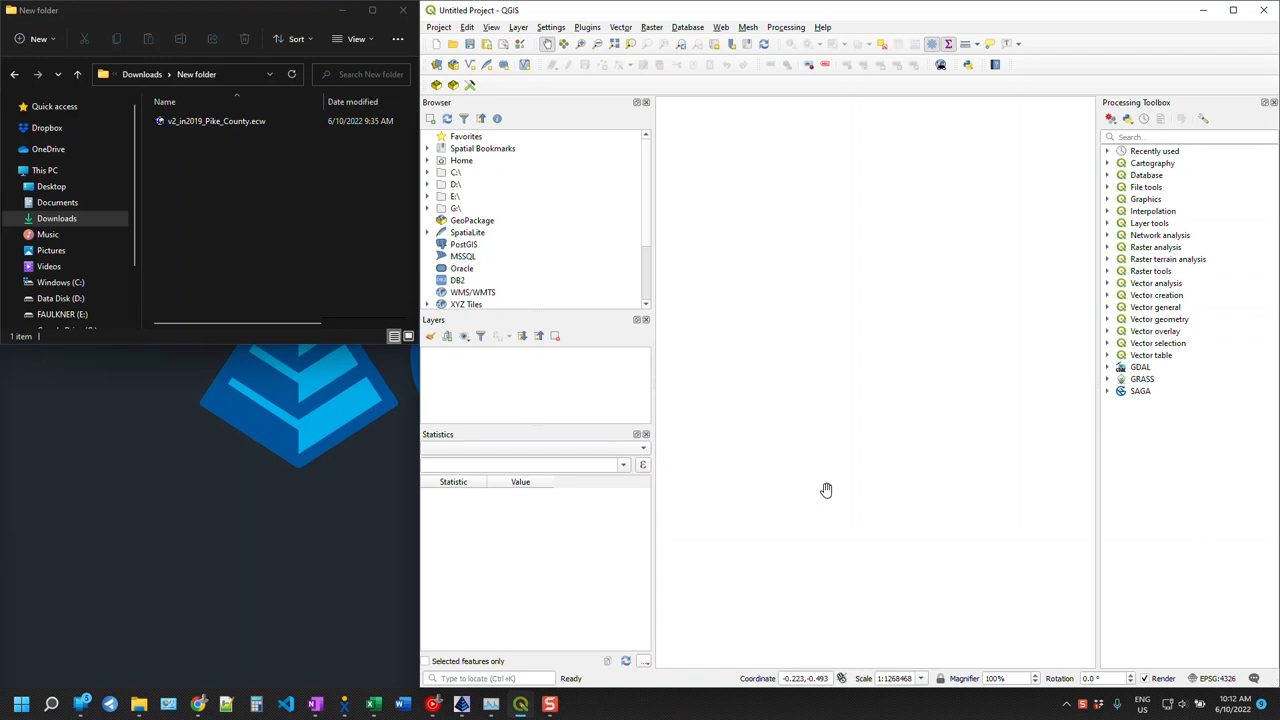 New folder
New
Sort
View
Downloads
New folder
Search New folder
Quick access
Dropbox
OneDrive
This PC
Desktop
Documents
Downloads
Music
Pictures
Videos
Windows (C:)
Data Disk (D:)
FAULKNER (E:)
Name
Date modified
v2_in2019_Pike_County.ecw
6/10/2022 9:35 AM
1 item
Untitled Project - QGIS
Project Edit View Layer Settings Plugins Vector Raster Database Web Mesh Processing Help
Browser
Favorites
Spatial Bookmarks
Home
C:\
D:\
E:\
G:\
GeoPackage
SpatiaLite
PostGIS
MSSQL
Oracle
DB2
WMS/WMTS
XYZ Tiles
Layers
Statistics
Statistic Value
Selected features only
Processing Toolbox
Search...
Recently used
Cartography
Database
File tools
Graphics
Interpolation
Layer tools
Network analysis
Raster analysis
Raster terrain analysis
Raster tools
Vector analysis
Vector creation
Vector general
Vector geometry
Vector overlay
Vector selection
Vector table
GDAL
GRASS
SAGA
Type to locate (Ctrl+K)
Ready
Coordinate -0.223,-0.493
Scale 1:1268468
Magnifier 100%
Rotation 0.0 °
Render
EPSG:4326
ENG
US
10:12 AM
6/10/2022